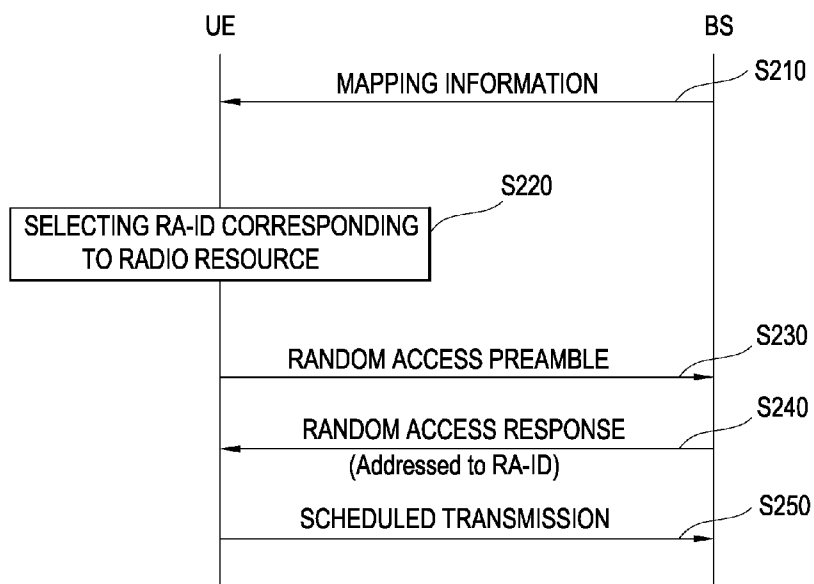 UE
BS
MAPPING INFORMATION
S210
S220
SELECTING RA-ID CORRESPONDING
TO RADIO RESOURCE
RANDOM ACCESS PREAMBLE
S230
RANDOM ACCESS RESPONSE
S240
(Addressed to RA-ID)
SCHEDULED TRANSMISSION
S250